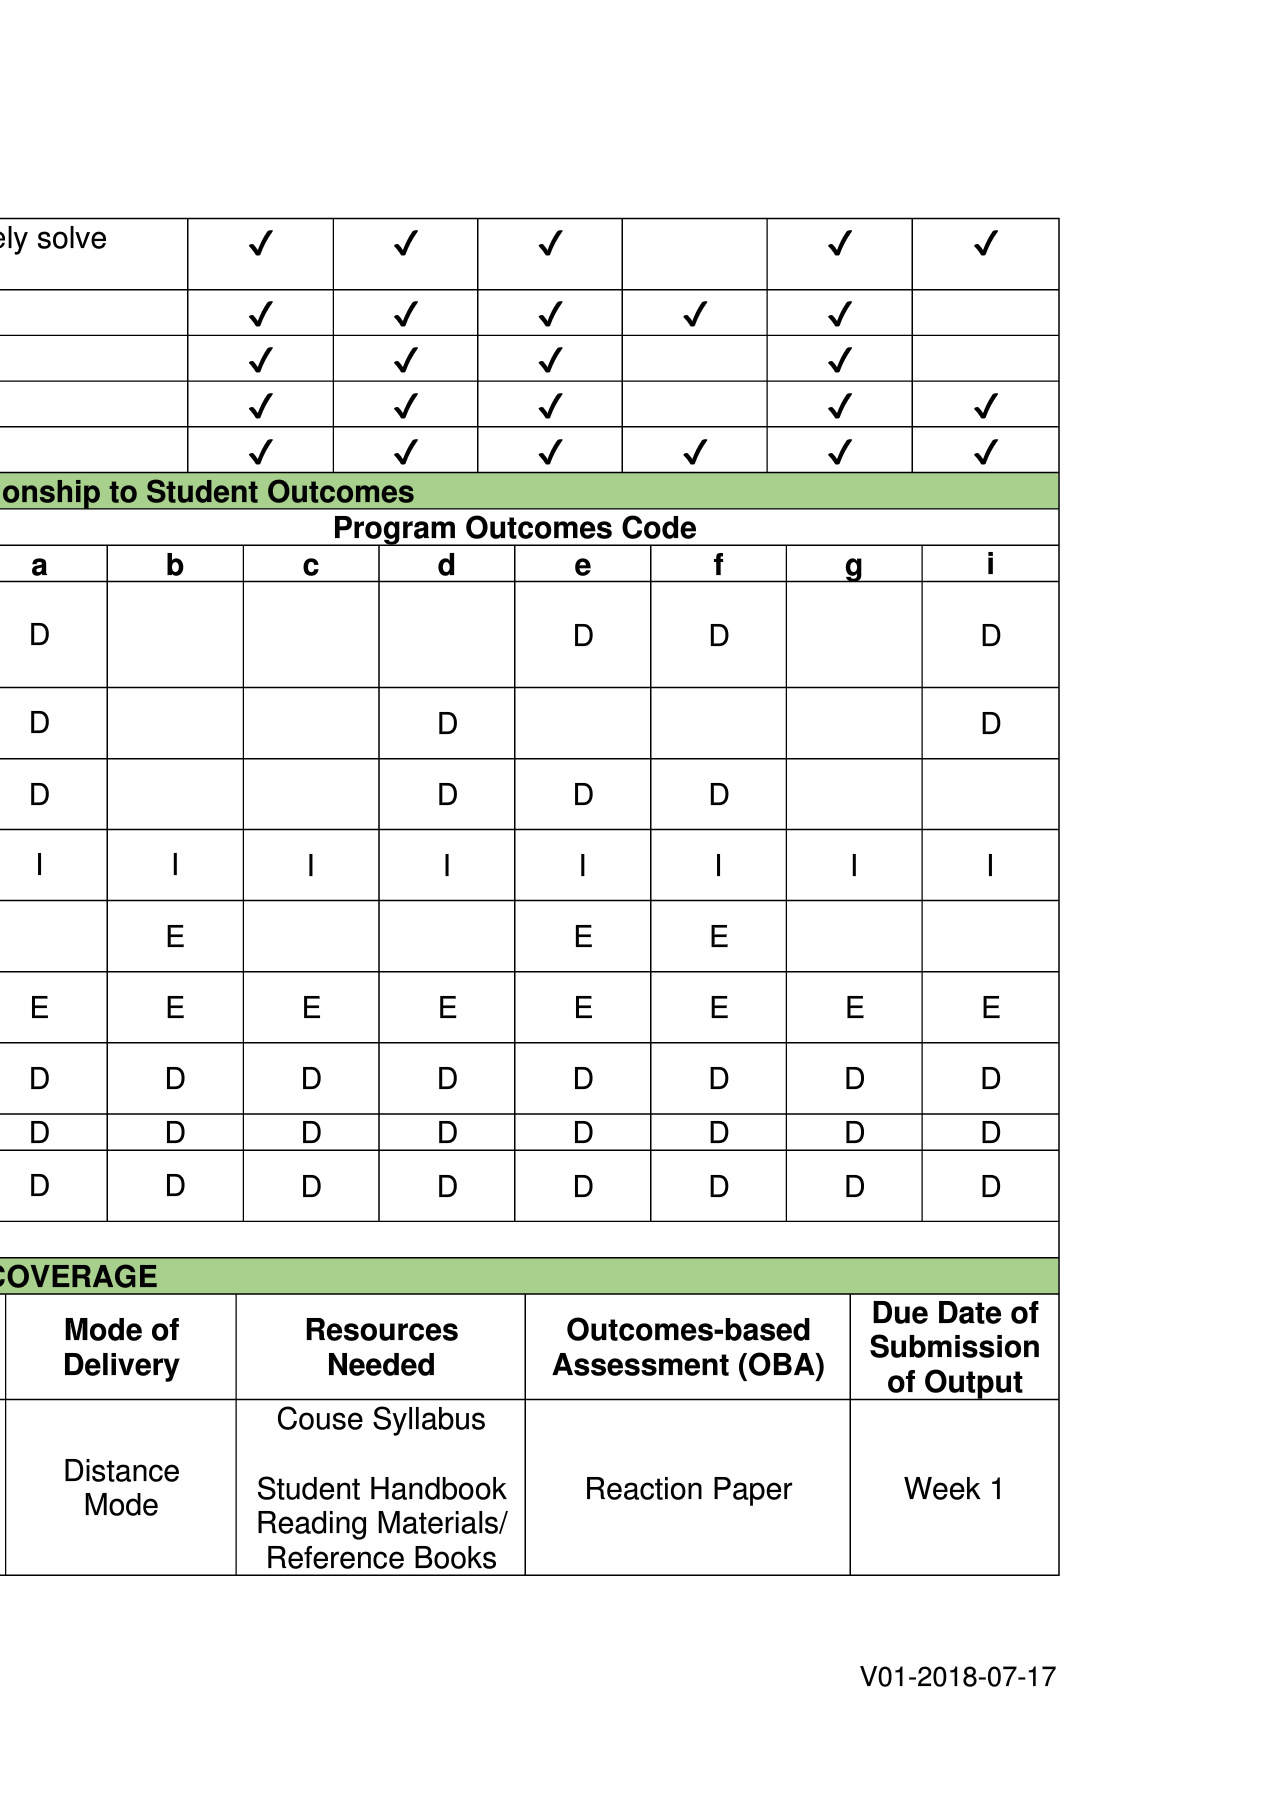 ely solve ✓ ✓ ✓ ✓ ✓
✓ ✓ ✓ ✓ ✓
✓ ✓ ✓ ✓
✓ ✓ ✓ ✓ ✓
✓ ✓ ✓ ✓ ✓ ✓
onship to Student Outcomes
Program Outcomes Code
a b c d e f g i
D D D D
D D D
D D D D
I I I I I I I I
E E E
E E E E E E E E
D D D D D D D D
D D D D D D D D
D D D D D D D D
COVERAGE
Mode of
Delivery
Resources
Needed
Outcomes-based
Assessment (OBA)
Due Date of
Submission
of Output
Distance
Mode
Couse Syllabus
Student Handbook
Reading Materials/
Reference Books
Reaction Paper
Week 1
V01-2018-07-17